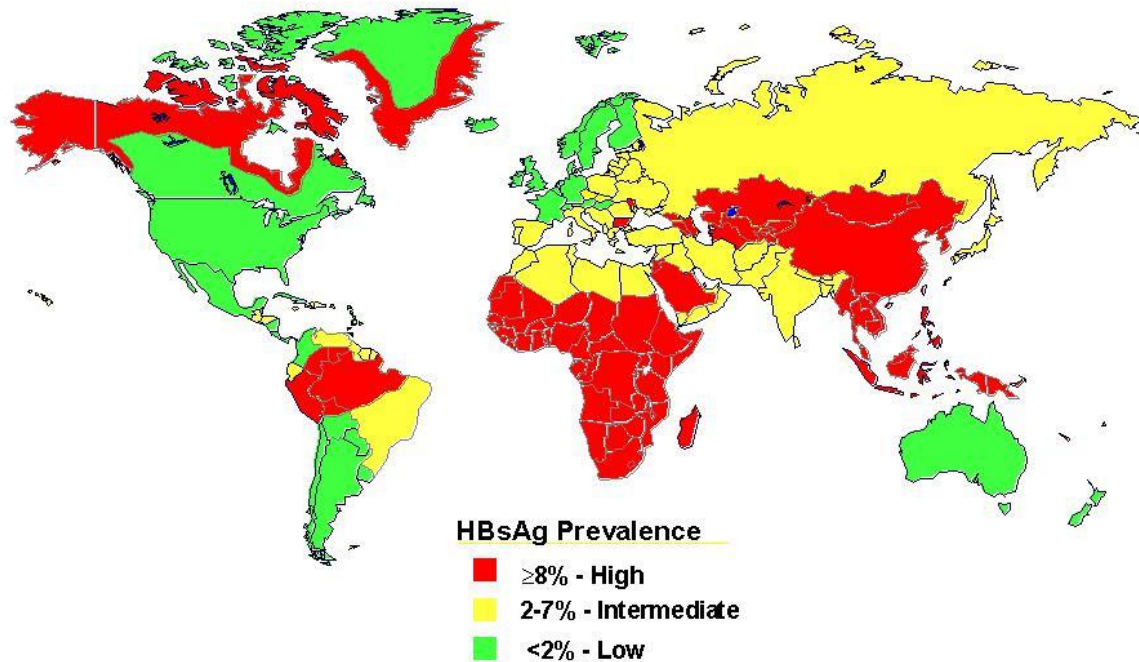 HBsAg Prevalence
≥8% - High
2-7% - Intermediate
<2% - Low